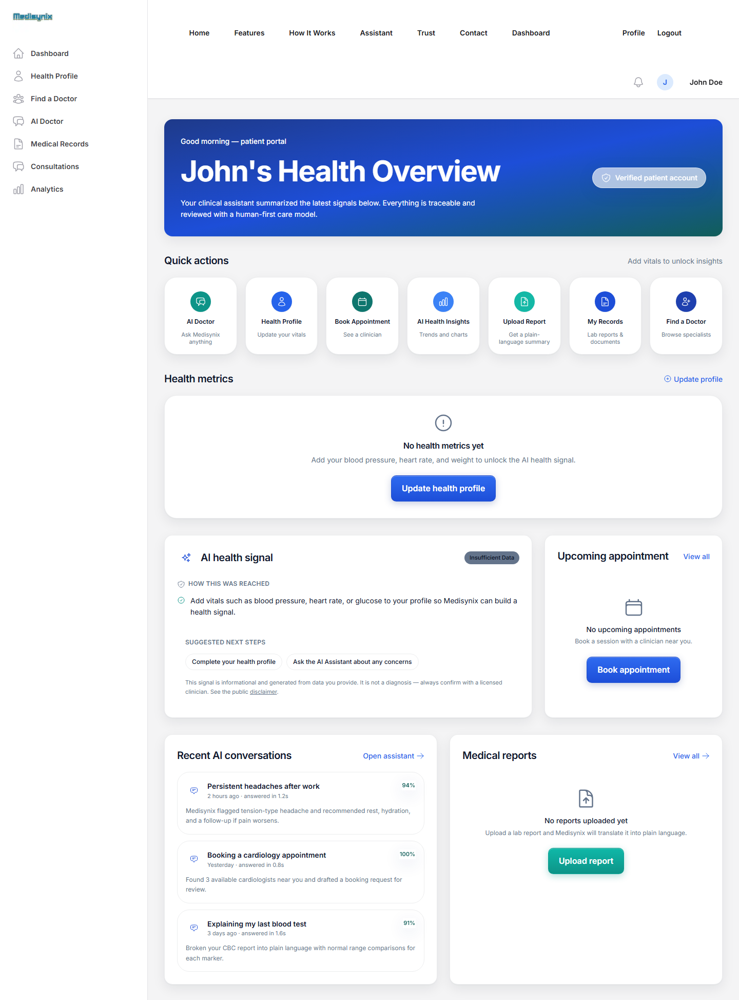 Medisynix
Dashboard
Health Profile
Find a Doctor
AI Doctor
Medical Records
Consultations
Analytics
Home Features How It Works Assistant Trust Contact Dashboard Profile Logout
J John Doe
Good morning — patient portal
John's Health Overview
Verified patient account
Your clinical assistant summarized the latest signals below. Everything is traceable and
reviewed with a human-first care model.
Quick actions
Add vitals to unlock insights
AI Doctor
Ask Medisynix
anything
Health Profile
Update your vitals
Book Appointment
See a clinician
AI Health Insights
Trends and charts
Upload Report
Get a plain-
language summary
My Records
Lab reports &
documents
Find a Doctor
Browse specialists
Health metrics
Update profile
No health metrics yet
Add your blood pressure, heart rate, and weight to unlock the AI health signal.
Update health profile
AI health signal
Insufficient Data
HOW THIS WAS REACHED
Add vitals such as blood pressure, heart rate, or glucose to your profile so Medisynix can build a
health signal.
SUGGESTED NEXT STEPS
Complete your health profile
Ask the AI Assistant about any concerns
This signal is informational and generated from data you provide. It is not a diagnosis — always confirm with a licensed
clinician. See the public disclaimer.
Upcoming appointment
View all
No upcoming appointments
Book a session with a clinician near you.
Book appointment
Recent AI conversations
Open assistant
Persistent headaches after work
94%
2 hours ago · answered in 1.2s
Medisynix flagged tension-type headache and recommended rest, hydration,
and a follow-up if pain worsens.
Booking a cardiology appointment
100%
Yesterday · answered in 0.8s
Found 3 available cardiologists near you and drafted a booking request for
review.
Explaining my last blood test
91%
3 days ago · answered in 1.6s
Broken your CBC report into plain language with normal range comparisons for
each marker.
Medical reports
View all
No reports uploaded yet
Upload a lab report and Medisynix will translate it into plain language.
Upload report